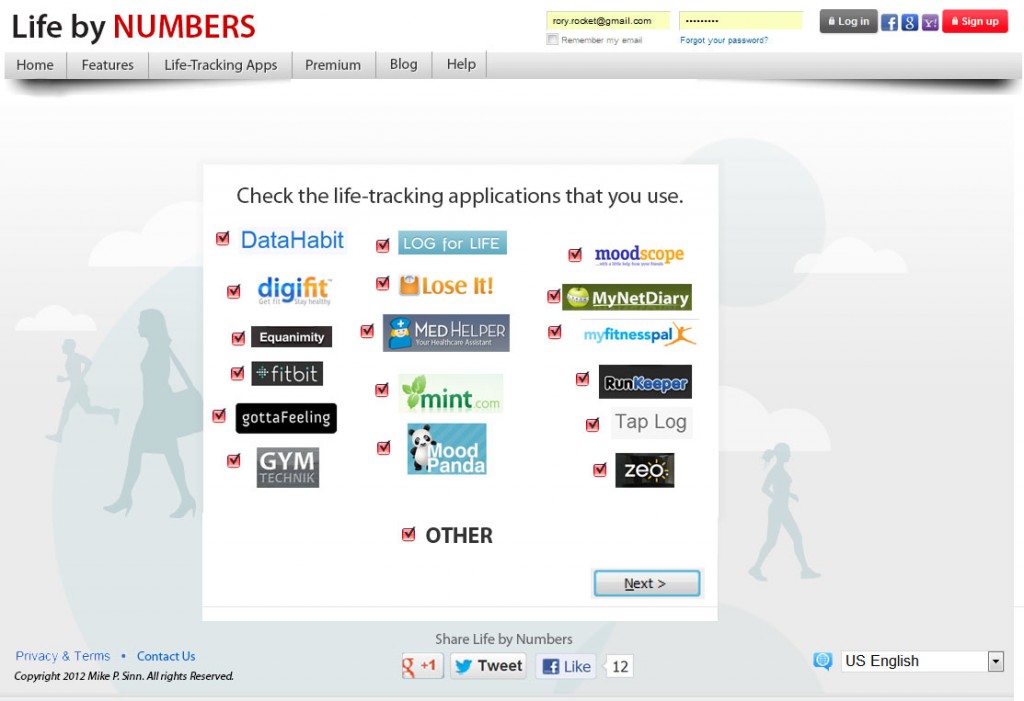 Life by NUMBERS
rory.rocket@gmail.com
•••••••••
Log in
Sign up
Remember my email
Forgot your password?
Home
Features
Life-Tracking Apps
Premium
Blog
Help
Check the life-tracking applications that you use.
DataHabit
digifit
Get fit Stay healthy
Equanimity
fitbit
gottaFeeling
GYM
TECHNIK
LOG for LIFE
Lose It!
MED HELPER
Your Healthcare Assistant
mint.com
Mood
Panda
moodscope
MyNetDiary
myfitnesspal
RunKeeper
Tap Log
zeo
OTHER
Next >
Share Life by Numbers
+1
Tweet
Like
12
Privacy & Terms • Contact Us
Copyright 2012 Mike P. Sinn. All rights Reserved.
US English